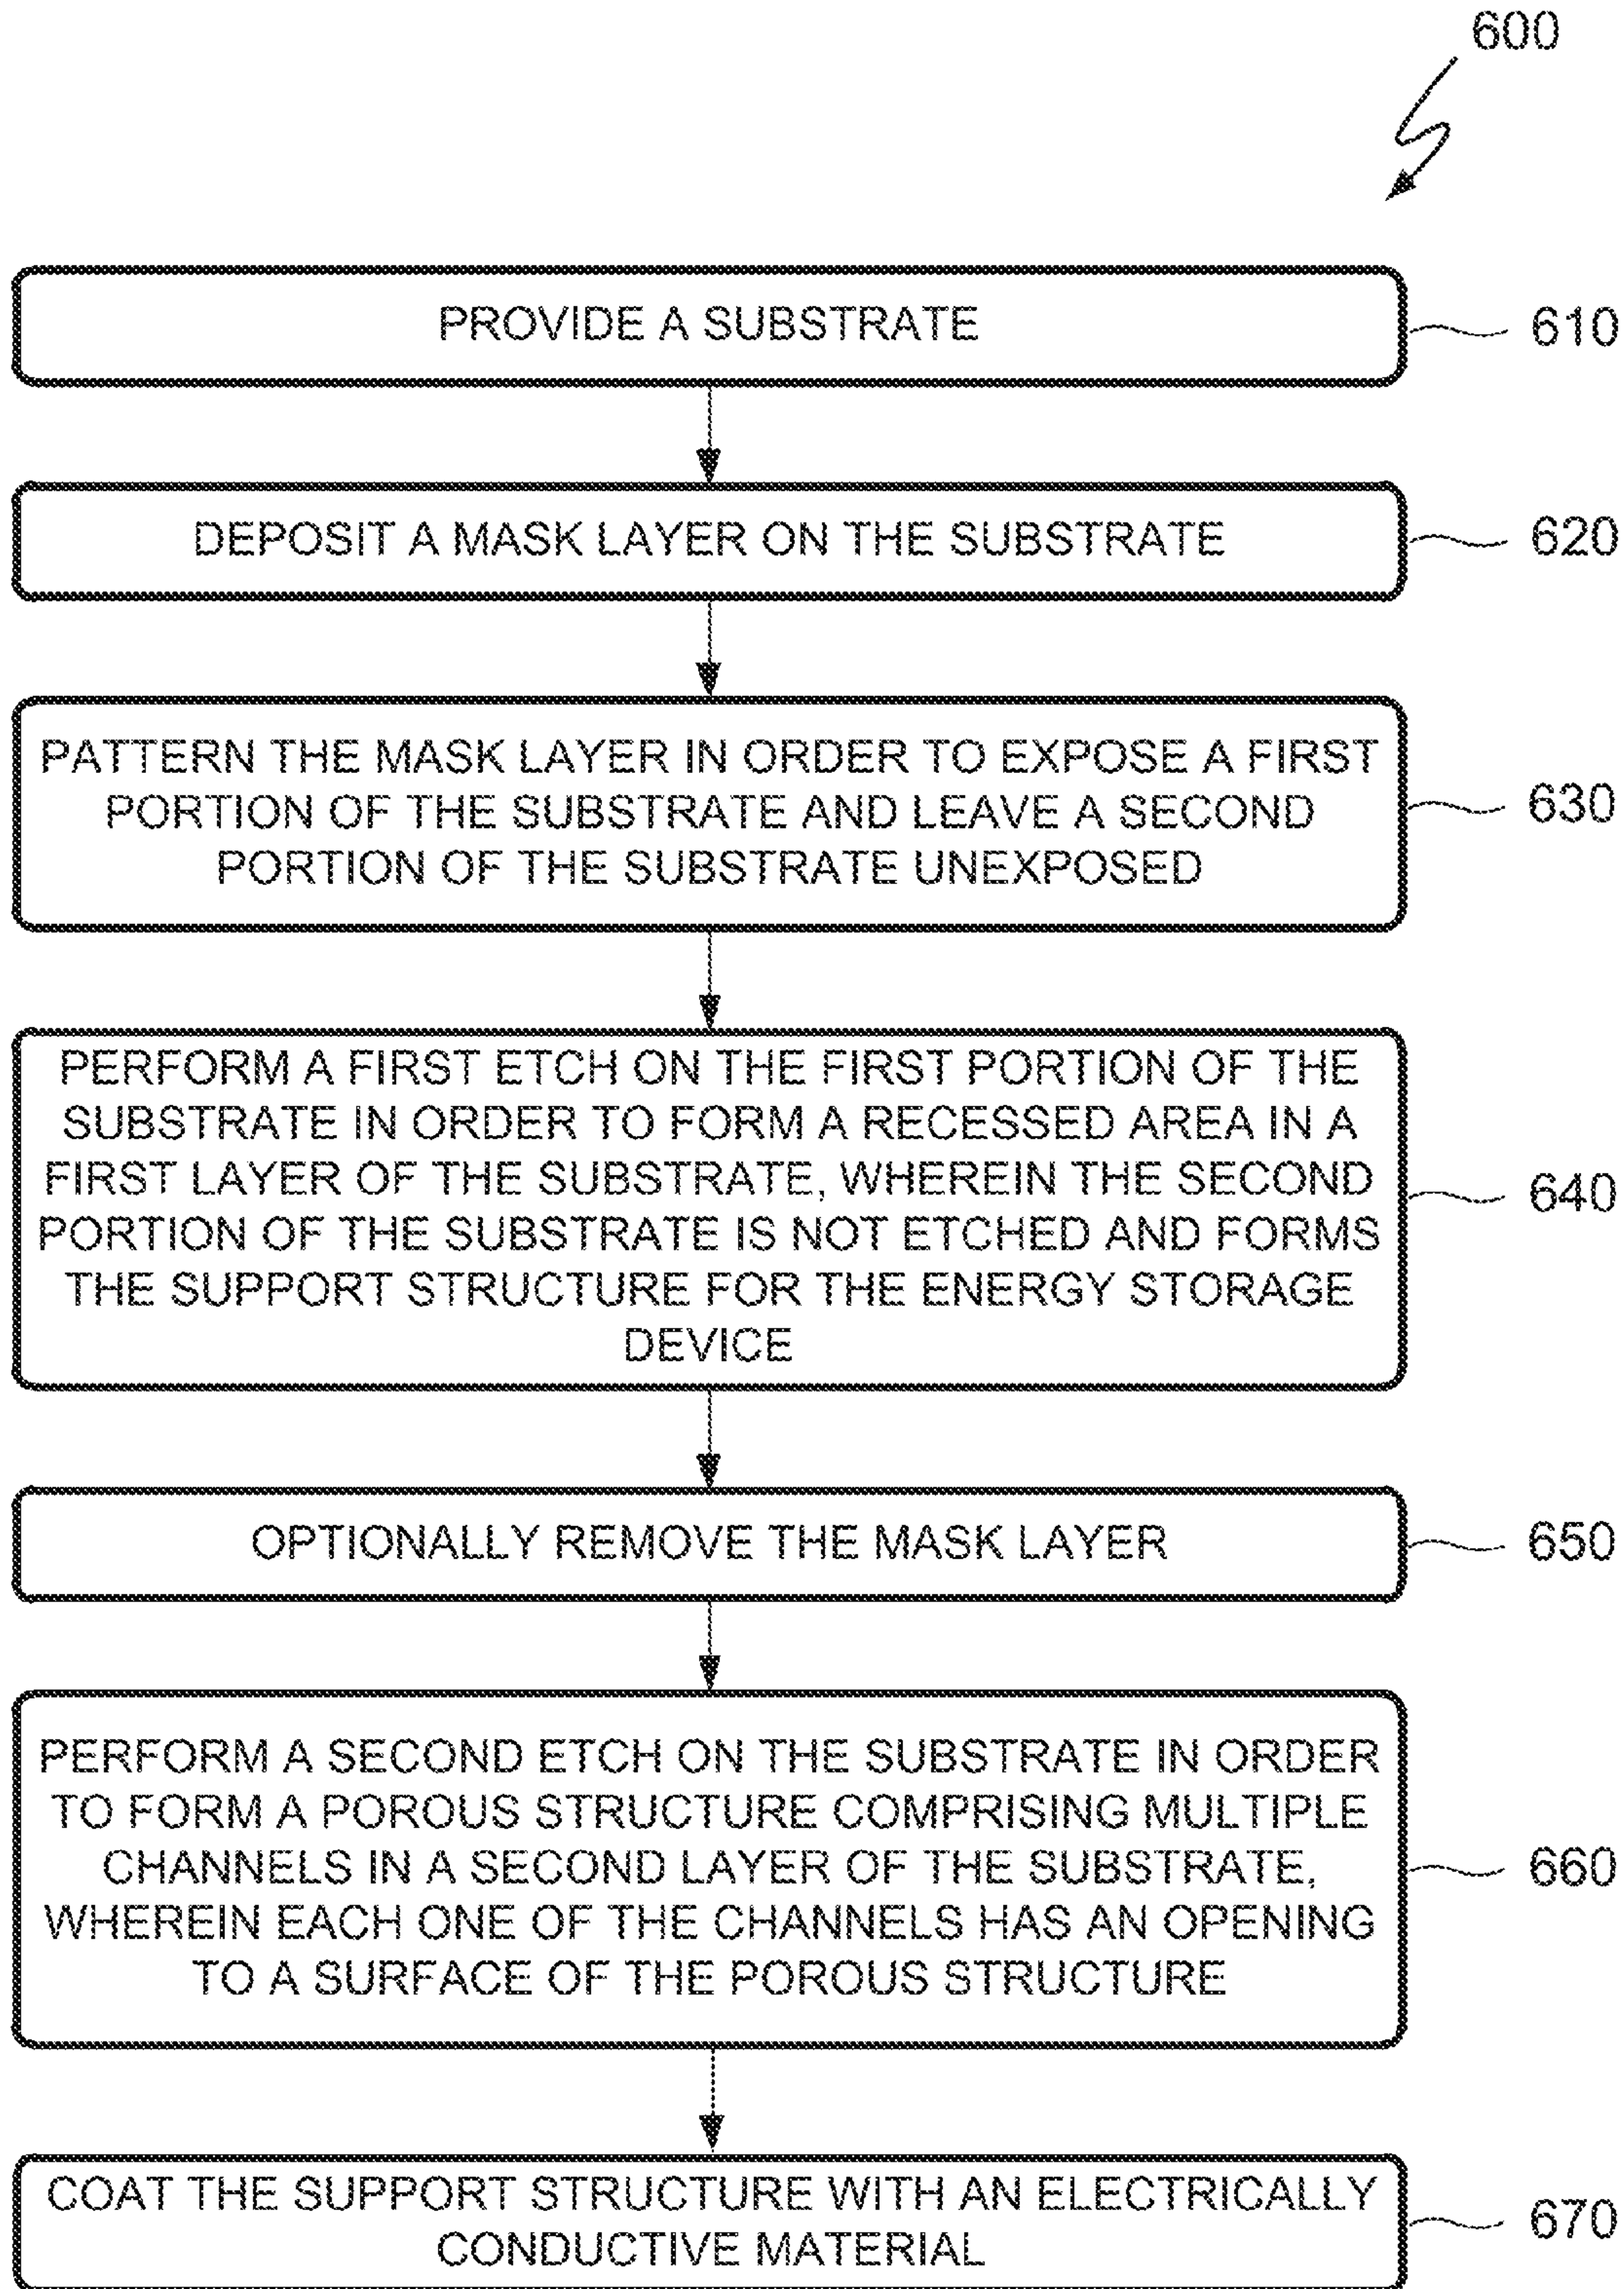 600
PROVIDE A SUBSTRATE
610
DEPOSIT A MASK LAYER ON THE SUBSTRATE
620
PATTERN THE MASK LAYER IN ORDER TO EXPOSE A FIRST
PORTION OF THE SUBSTRATE AND LEAVE A SECOND
PORTION OF THE SUBSTRATE UNEXPOSED
630
PERFORM A FIRST ETCH ON THE FIRST PORTION OF THE
SUBSTRATE IN ORDER TO FORM A RECESSED AREA IN A
FIRST LAYER OF THE SUBSTRATE, WHEREIN THE SECOND
PORTION OF THE SUBSTRATE IS NOT ETCHED AND FORMS
THE SUPPORT STRUCTURE FOR THE ENERGY STORAGE
DEVICE
640
OPTIONALLY REMOVE THE MASK LAYER
650
PERFORM A SECOND ETCH ON THE SUBSTRATE IN ORDER
TO FORM A POROUS STRUCTURE COMPRISING MULTIPLE
CHANNELS IN A SECOND LAYER OF THE SUBSTRATE,
WHEREIN EACH ONE OF THE CHANNELS HAS AN OPENING
TO A SURFACE OF THE POROUS STRUCTURE
660
COAT THE SUPPORT STRUCTURE WITH AN ELECTRICALLY
CONDUCTIVE MATERIAL
670